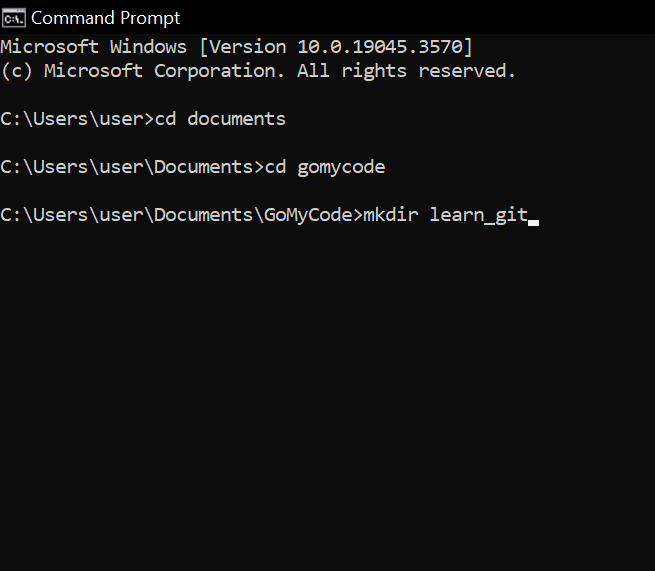 Command Prompt
Microsoft Windows [Version 10.0.19045.3570]
(c) Microsoft Corporation. All rights reserved.
C:\Users\user>cd documents
C:\Users\user\Documents>cd gomycode
C:\Users\user\Documents\GoMyCode>mkdir learn_git